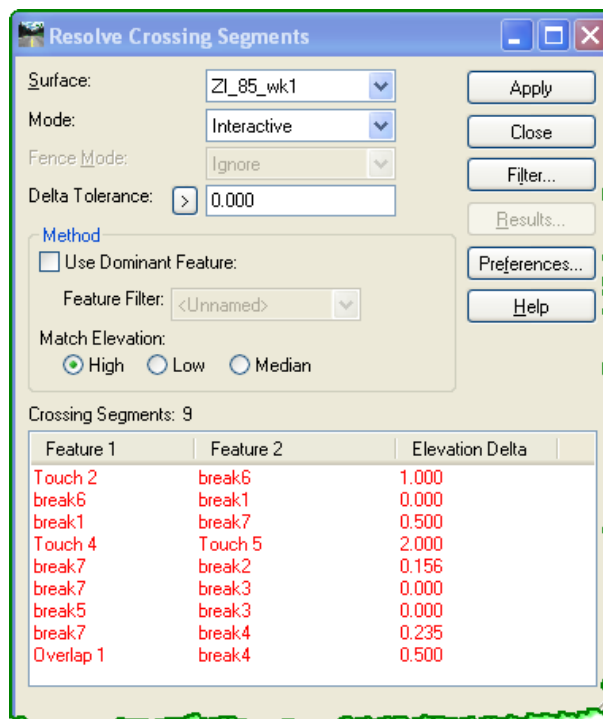 Resolve Crossing Segments
Surface: ZI_85_wk1 Apply
Mode: Interactive Close
Fence Mode: Ignore Filter...
Delta Tolerance: > 0.000 Results...
Method
Use Dominant Feature: Preferences...
Feature Filter: <Unnamed> Help
Match Elevation:
High Low Median
Crossing Segments: 9
Feature 1 Feature 2 Elevation Delta
Touch 2 break6 1.000
break6 break1 0.000
break1 break7 0.500
Touch 4 Touch 5 2.000
break7 break2 0.156
break7 break3 0.000
break5 break3 0.000
break7 break4 0.235
Overlap 1 break4 0.500